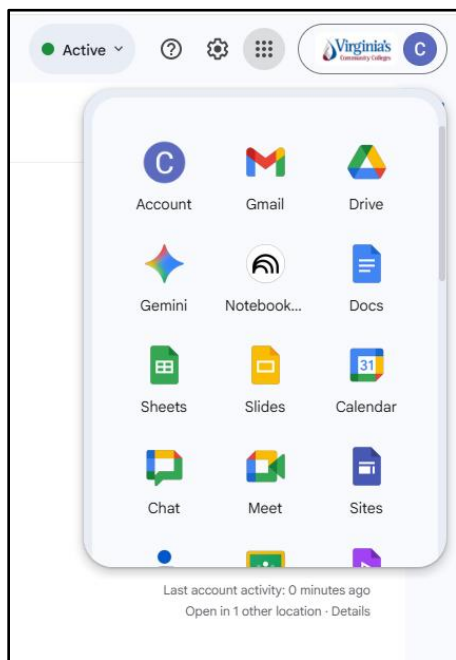 Active
Virginia's
Community Colleges
C
C
Account
Gmail
Drive
Gemini
Notebook...
Docs
Sheets
Slides
31
Calendar
Chat
Meet
Sites
Last account activity: 0 minutes ago
Open in 1 other location · Details